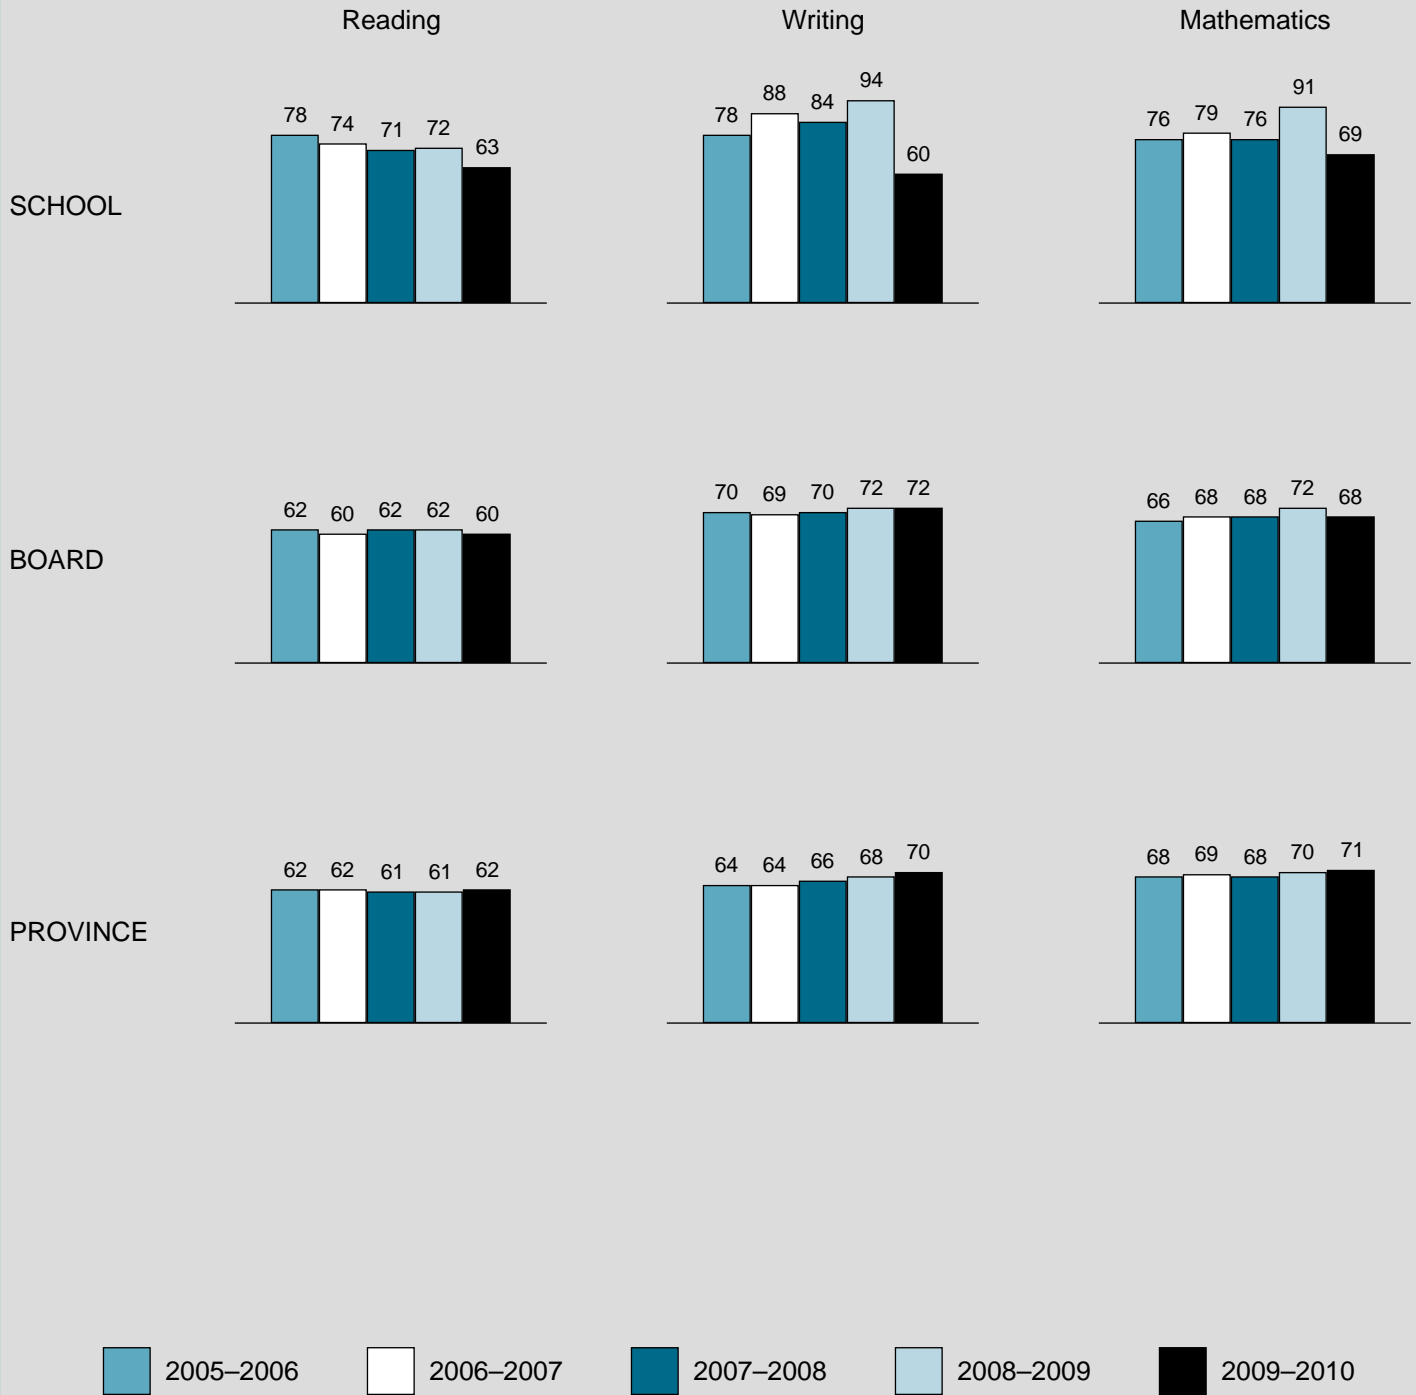 Reading Writing Mathematics
SCHOOL
78 74 71 72 63
78 88 84 94 60
76 79 76 91 69
BOARD
62 60 62 62 60
70 69 70 72 72
66 68 68 72 68
PROVINCE
62 62 61 61 62
64 64 66 68 70
68 69 68 70 71
2005–2006 2006–2007 2007–2008 2008–2009 2009–2010